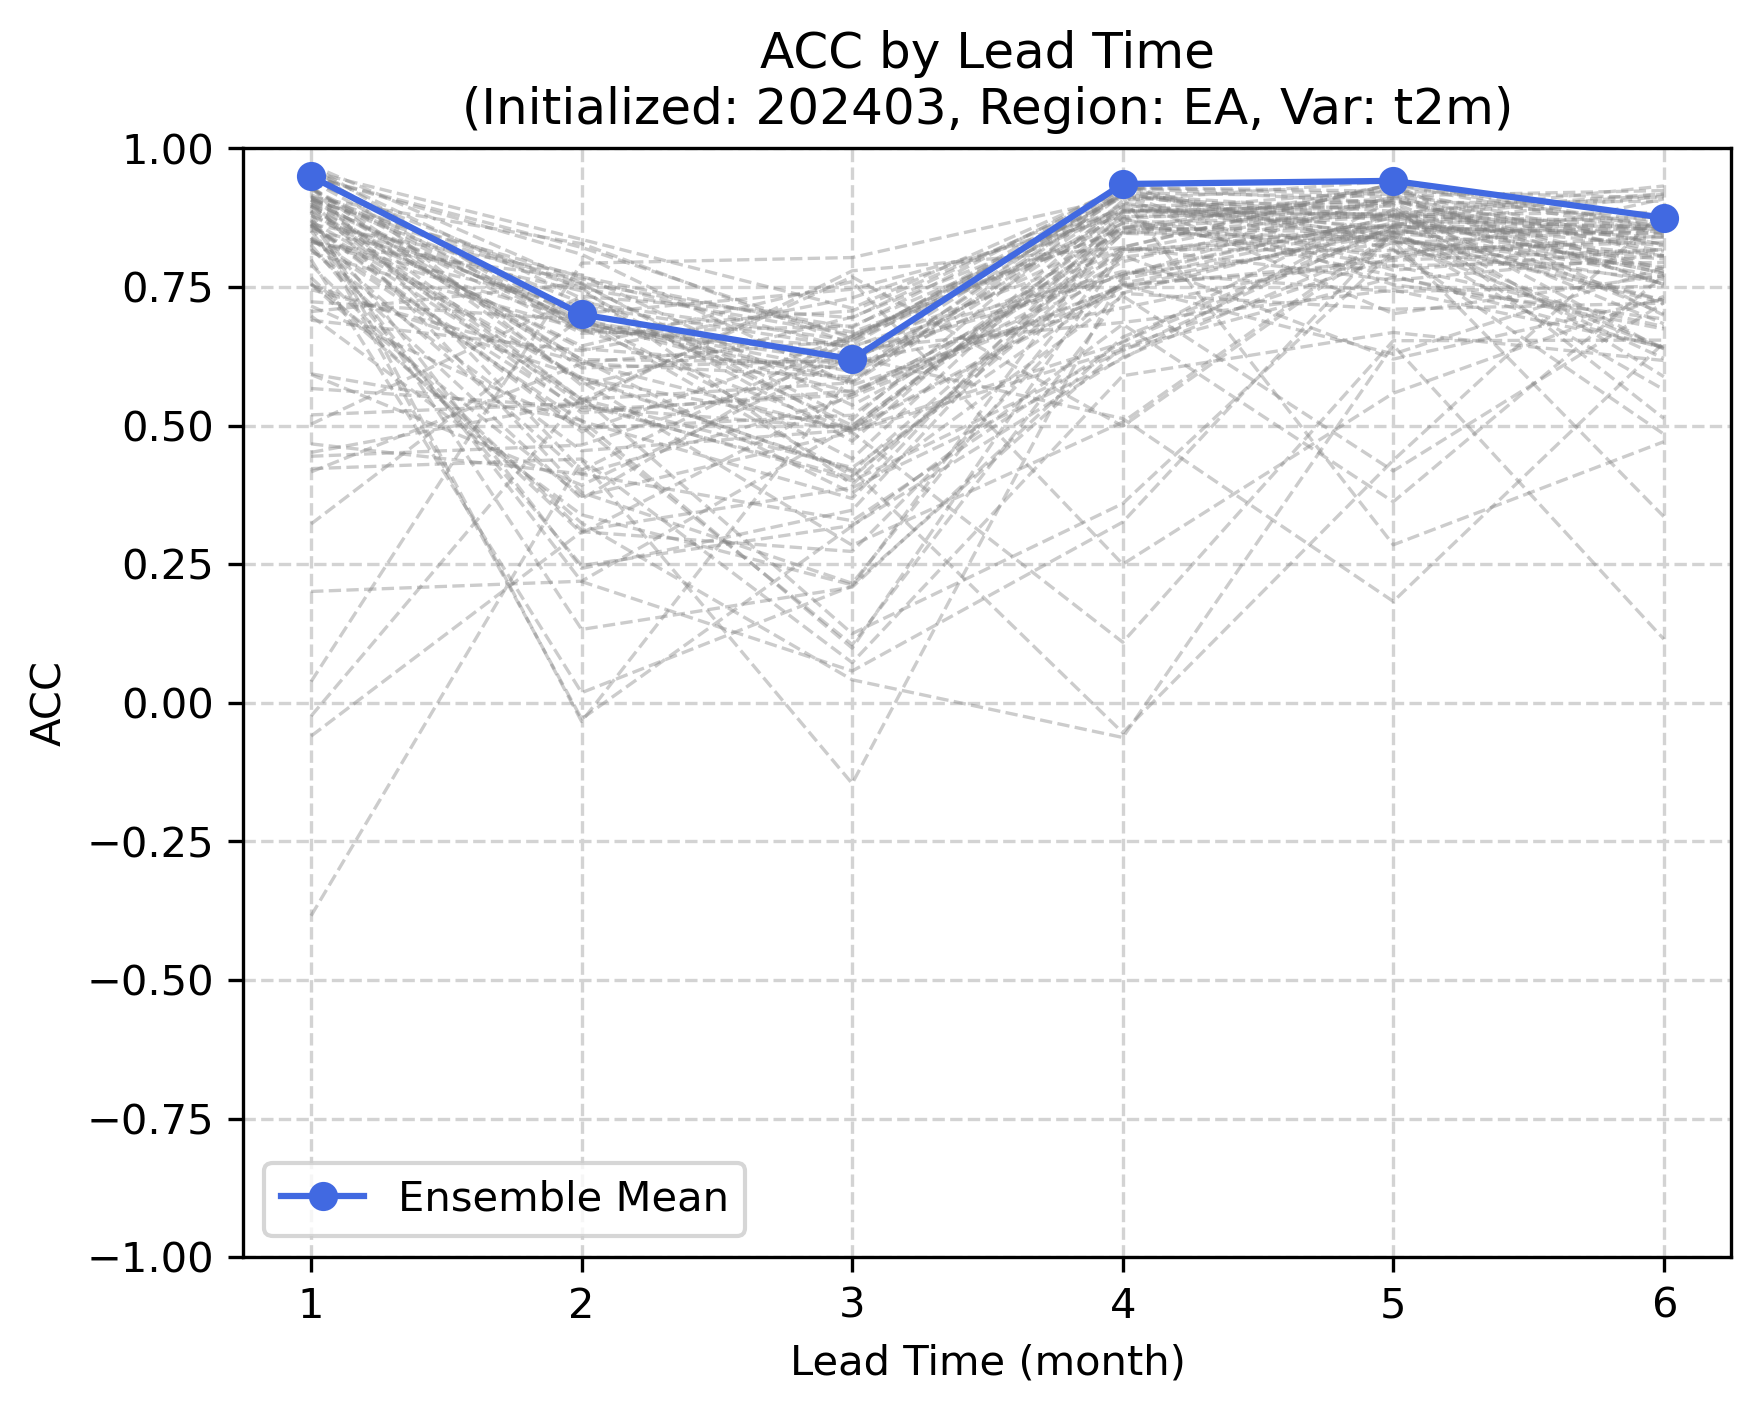 ACC by Lead Time
(Initialized: 202403, Region: EA, Var: t2m)
1.00
0.75
0.50
0.25
0.00
−0.25
−0.50
−0.75
−1.00
ACC
Ensemble Mean
1 2 3 4 5 6
Lead Time (month)